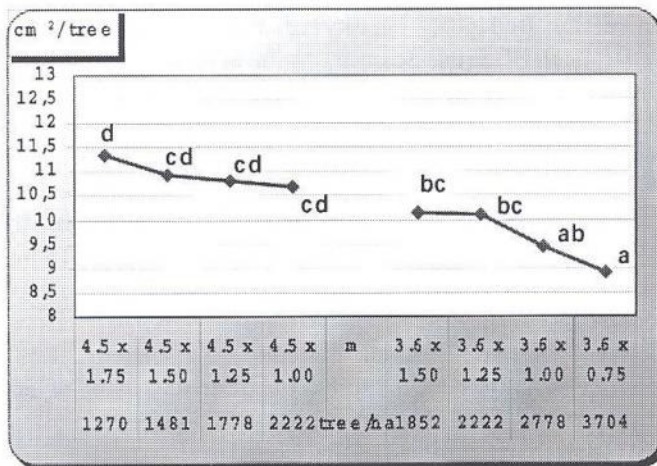 cm ²/tree
13
12,5
12
11,5
11
10,5
10
9,5
9
8,5
8
d
cd
cd
cd
bc
bc
ab
a
4.5 x 4.5 x 4.5 x 4.5 x m 3.6 x 3.6 x 3.6 x 3.6 x
1.75 1.50 1.25 1.00 1.50 1.25 1.00 0.75
1270 1481 1778 2222 tree/ha 1852 2222 2778 3704